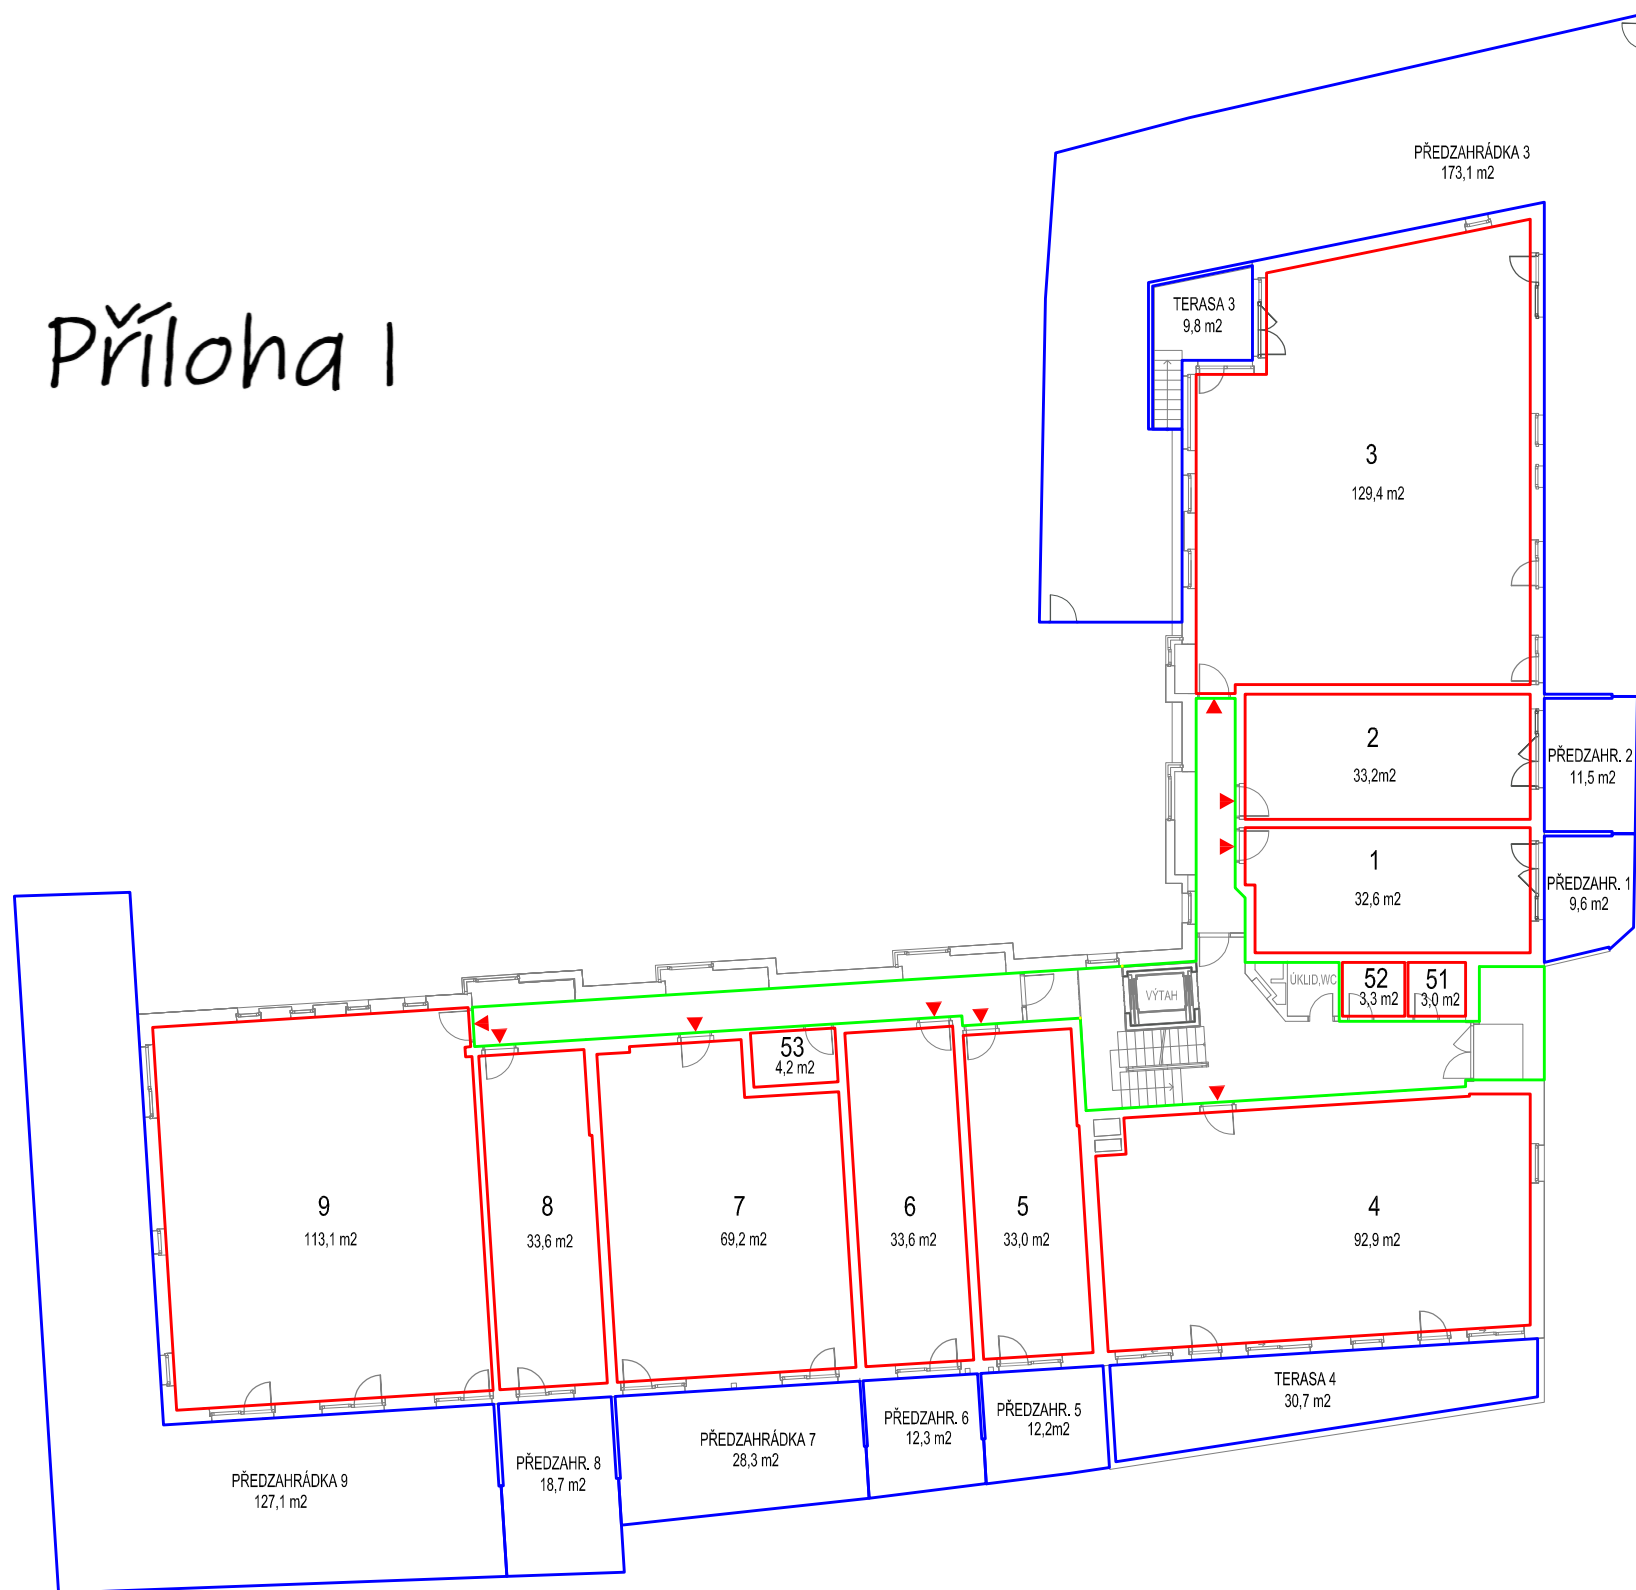 PŘEDZAHRÁDKA 3
173,1 m2
TERASA 3
9,8 m2
Příloha I
3
129,4 m2
2
33,2m2
PŘEDZAHR. 2
11,5 m2
1
32,6 m2
PŘEDZAHR. 1
9,6 m2
ÚKLID,WC
52
3,3 m2
51
3,0 m2
VÝTAH
53
4,2 m2
9
113,1 m2
8
33,6 m2
7
69,2 m2
6
33,6 m2
5
33,0 m2
4
92,9 m2
TERASA 4
30,7 m2
PŘEDZAHR. 5
12,2m2
PŘEDZAHR. 6
12,3 m2
PŘEDZAHRÁDKA 7
28,3 m2
PŘEDZAHR. 8
18,7 m2
PŘEDZAHRÁDKA 9
127,1 m2